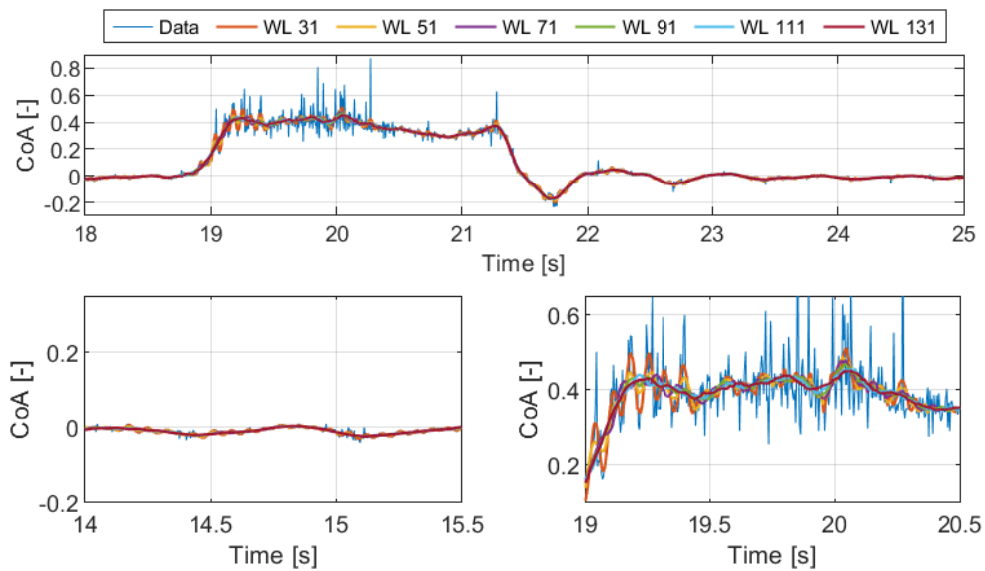 Data WL 31 WL 51 WL 71 WL 91 WL 111 WL 131
0.8
0.6
0.4
0.2
0
-0.2
CoA [-]
18 19 20 21 22 23 24 25
Time [s]
0.2
0
-0.2
CoA [-]
14 14.5 15 15.5
Time [s]
0.6
0.4
0.2
CoA [-]
19 19.5 20 20.5
Time [s]